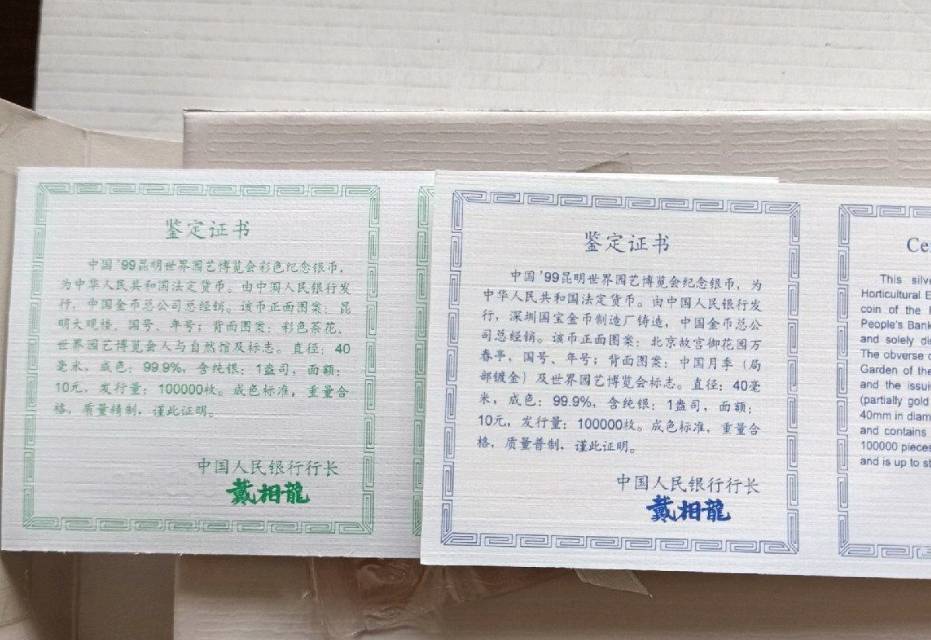 鉴定证书
中国'99昆明世界园艺博览会彩色纪念银币，
为中华人民共和国法定货币。由中国人民银行发
行，中国金币总公司总经销。该币正面图案：昆
明大观楼，国号、年号；背面图案：彩色茶花，
世界园艺博览会人与自然馆及标志。直径：40
毫米，成色：99.9%，含纯银：1盎司，面额：
10元，发行量：100000枚。成色标准，重量合
格，质量精制，谨此证明。
中国人民银行行长
戴相龍
鉴定证书
中国'99昆明世界园艺博览会纪念银币，为
中华人民共和国法定货币。由中国人民银行发
行，深圳国宝金币制造厂铸造，中国金币总公
司总经销。该币正面图案：北京故宫御花园万
春亭，国号、年号；背面图案：中国月季（局
部镀金）及世界园艺博览会标志。直径：40毫
米，成色：99.9%，含纯银：1盎司，面额：
10元，发行量：100000枚。成色标准，重量合
格，质量普制，谨此证明。
中国人民银行行长
戴相龍
Ce
This silve
Horticultural E
coin of the
People's Bank
and solely di
The obverse o
Garden of the
and the issui
(partially gold
40mm in diam
and contains
100000 pieces
and is up to st